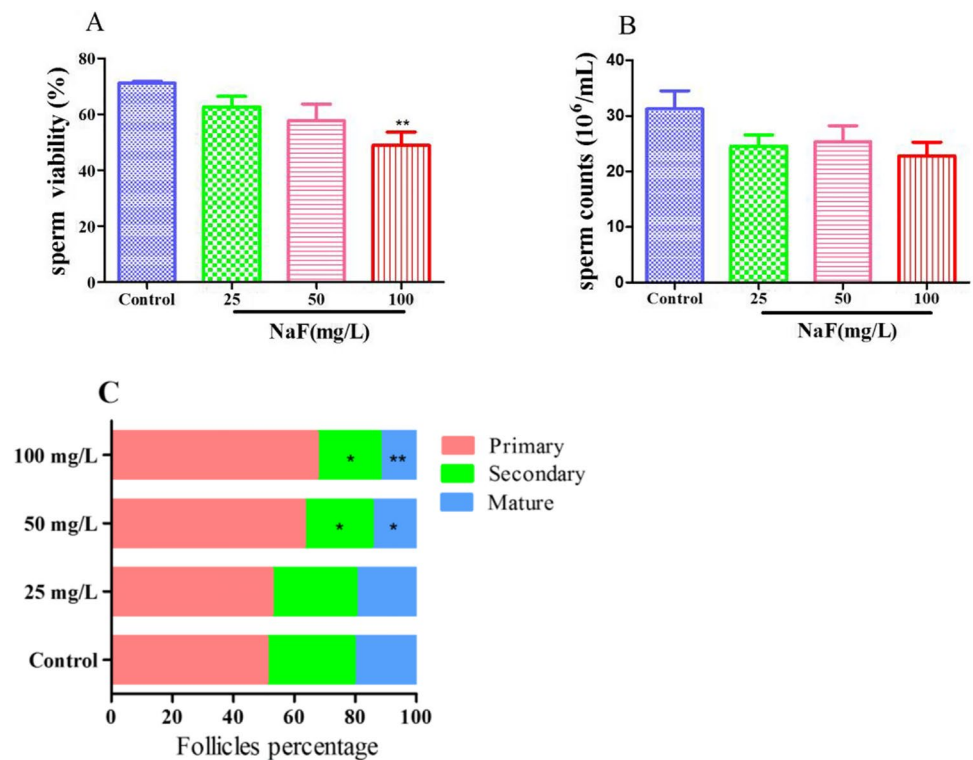 A
sperm viability (%)
80
60
40
20
0
**
Control 25 50 100
NaF(mg/L)
B
sperm counts (10⁶/mL)
40
30
20
10
0
Control 25 50 100
NaF(mg/L)
C
100 mg/L
50 mg/L
25 mg/L
Control
* **
* *
0 20 40 60 80 100
Follicles percentage
Primary
Secondary
Mature